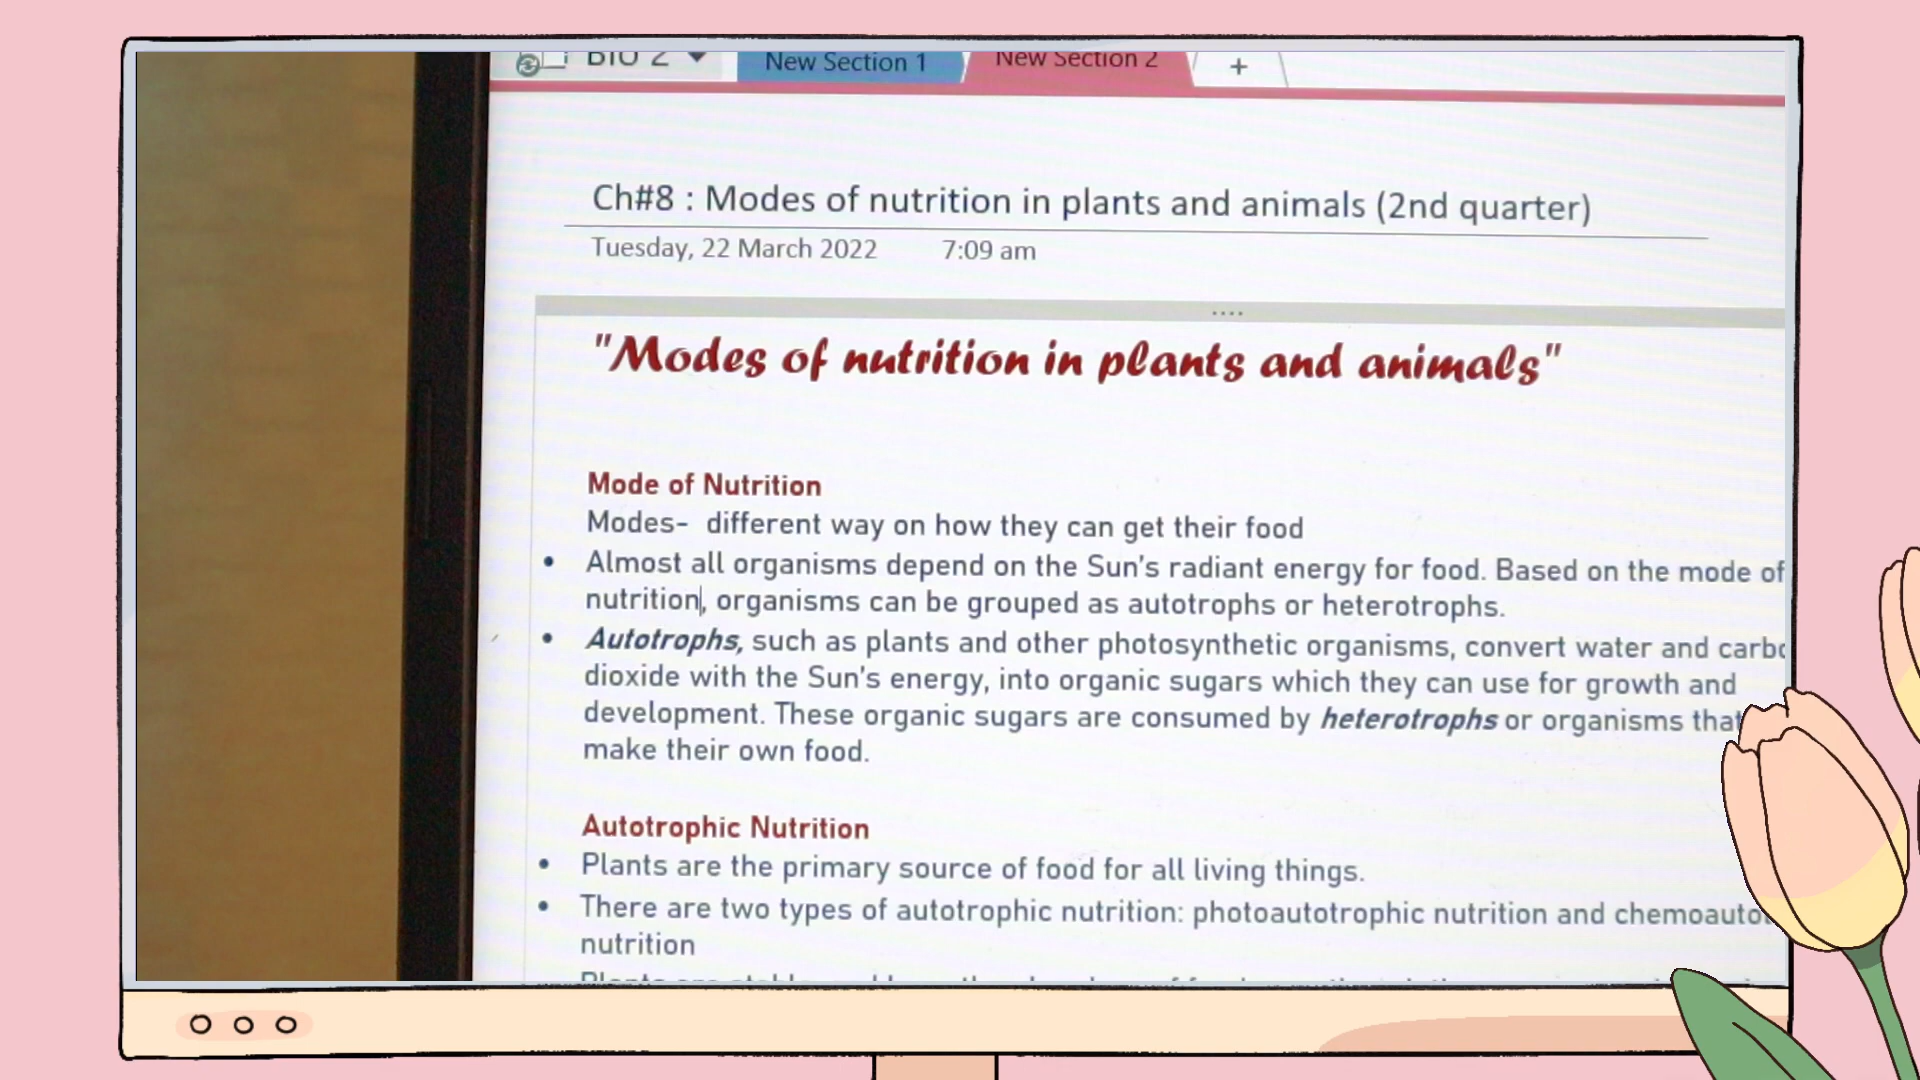 BIO 2
New Section 1
New Section 2
+
Ch#8 : Modes of nutrition in plants and animals (2nd quarter)
Tuesday, 22 March 2022 7:09 am
"Modes of nutrition in plants and animals"
Mode of Nutrition
Modes- different way on how they can get their food
• Almost all organisms depend on the Sun's radiant energy for food. Based on the mode of
nutrition, organisms can be grouped as autotrophs or heterotrophs.
• Autotrophs, such as plants and other photosynthetic organisms, convert water and
dioxide with the Sun's energy, into organic sugars which they can use for growth and
development. These organic sugars are consumed by heterotrophs or organisms that
make their own food.
Autotrophic Nutrition
• Plants are the primary source of food for all living things.
• There are two types of autotrophic nutrition: photoautotrophic nutrition and
nutrition